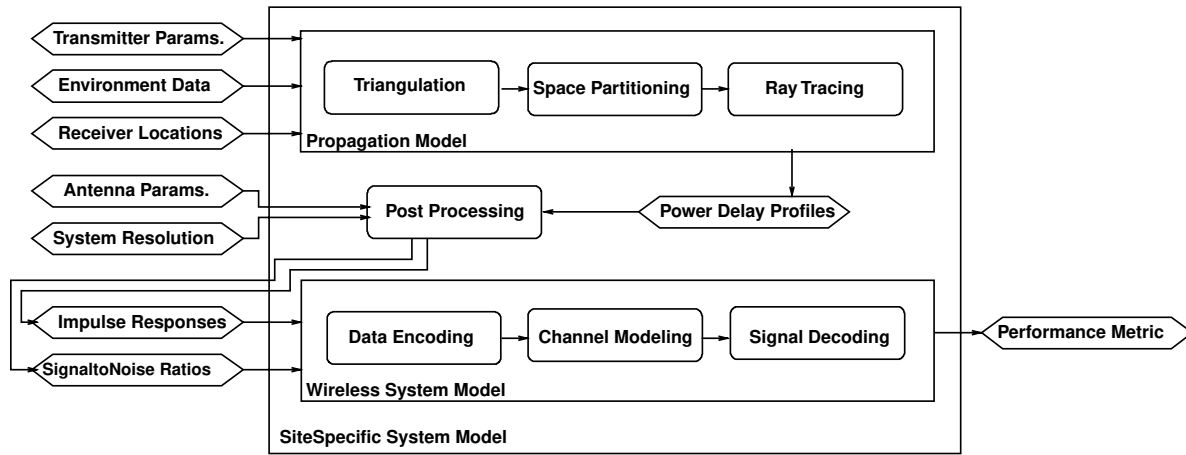 Transmitter Params.
Environment Data
Receiver Locations
Triangulation
Space Partitioning
Ray Tracing
Propagation Model
Antenna Params.
System Resolution
Post Processing
Power Delay Profiles
Impulse Responses
SignaltoNoise Ratios
Data Encoding
Channel Modeling
Signal Decoding
Wireless System Model
Performance Metric
SiteSpecific System Model